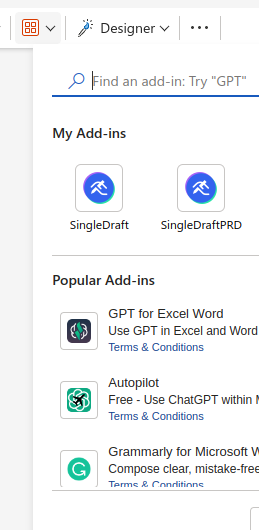 Designer
Find an add-in: Try "GPT"
My Add-ins
SingleDraft
SingleDraftPRD
Popular Add-ins
GPT for Excel Word
Use GPT in Excel and Word
Terms & Conditions
Autopilot
Free - Use ChatGPT within
Terms & Conditions
Grammarly for Microsoft W
Compose clear, mistake-free
Terms & Conditions